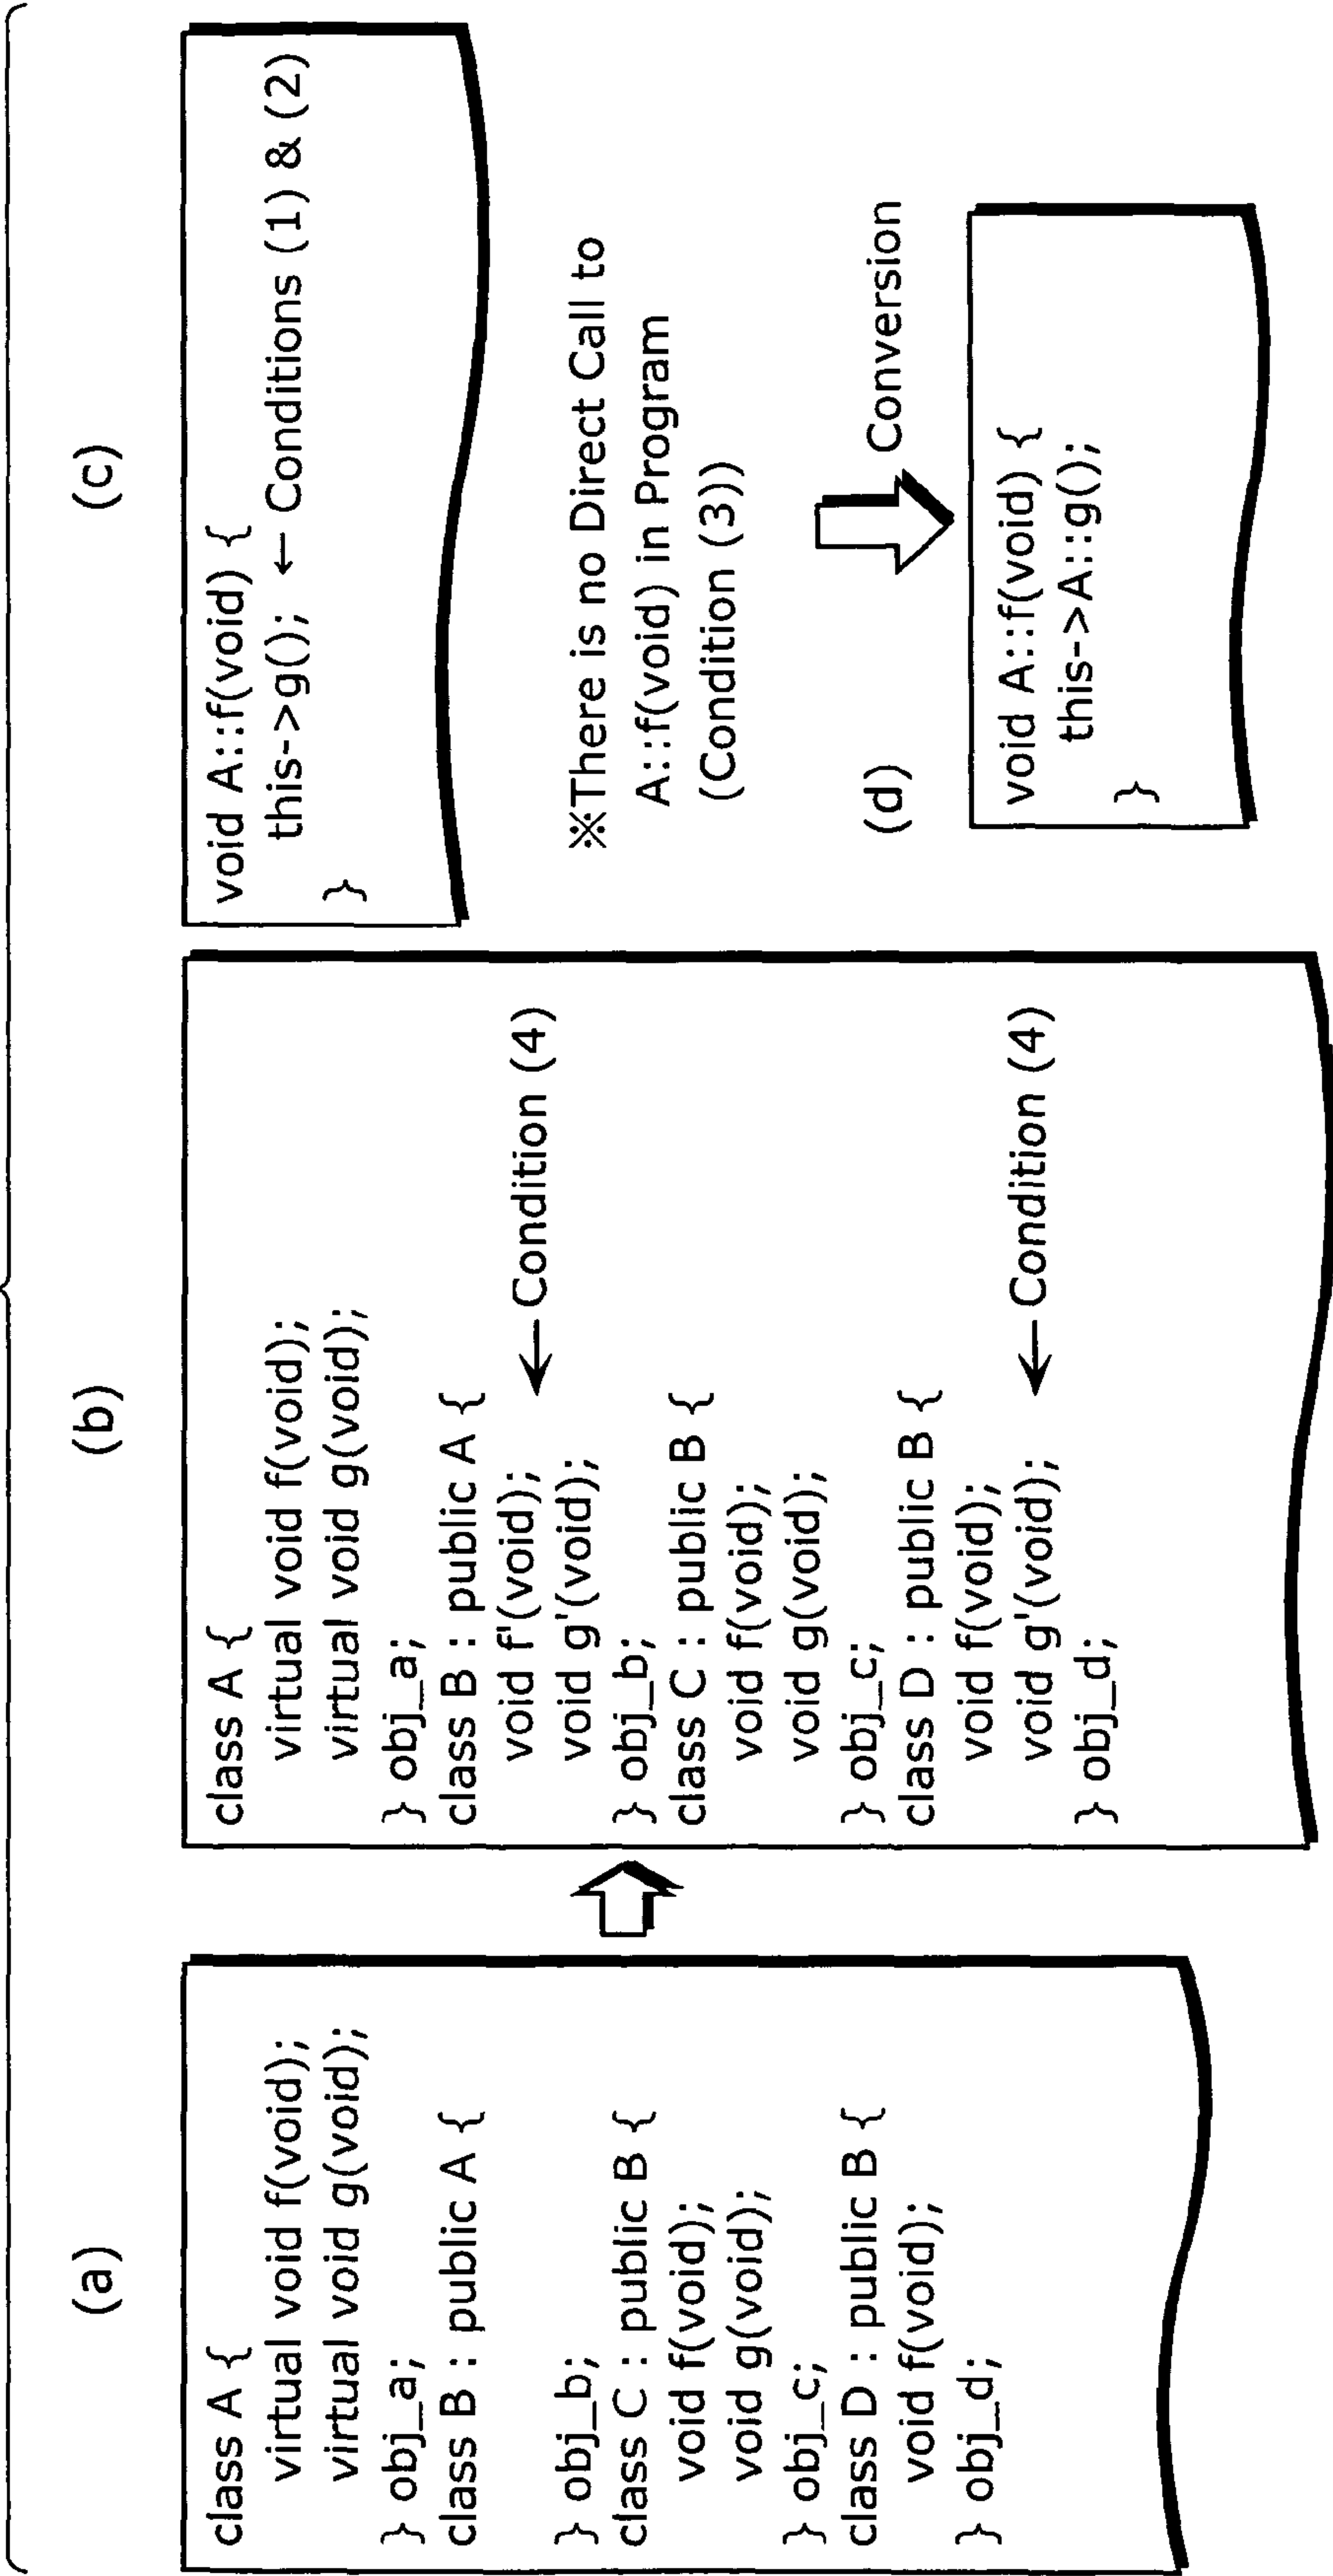 (a)
class A {
virtual void f(void);
virtual void g(void);
} obj_a;
class B : public A {
} obj_b;
class C : public B {
void f(void);
void g(void);
} obj_c;
class D : public B {
void f(void);
} obj_d;
(b)
class A {
virtual void f(void);
virtual void g(void);
} obj_a;
class B : public A {
void f'(void); ← Condition (4)
void g'(void);
} obj_b;
class C : public B {
void f(void);
void g(void);
} obj_c;
class D : public B {
void f(void);
void g'(void); ← Condition (4)
} obj_d;
(c)
void A::f(void) {
this->g(); ← Conditions (1) & (2)
}
※There is no Direct Call to
A::f(void) in Program
(Condition (3))
(d)
Conversion
void A::f(void) {
this->A::g();
}